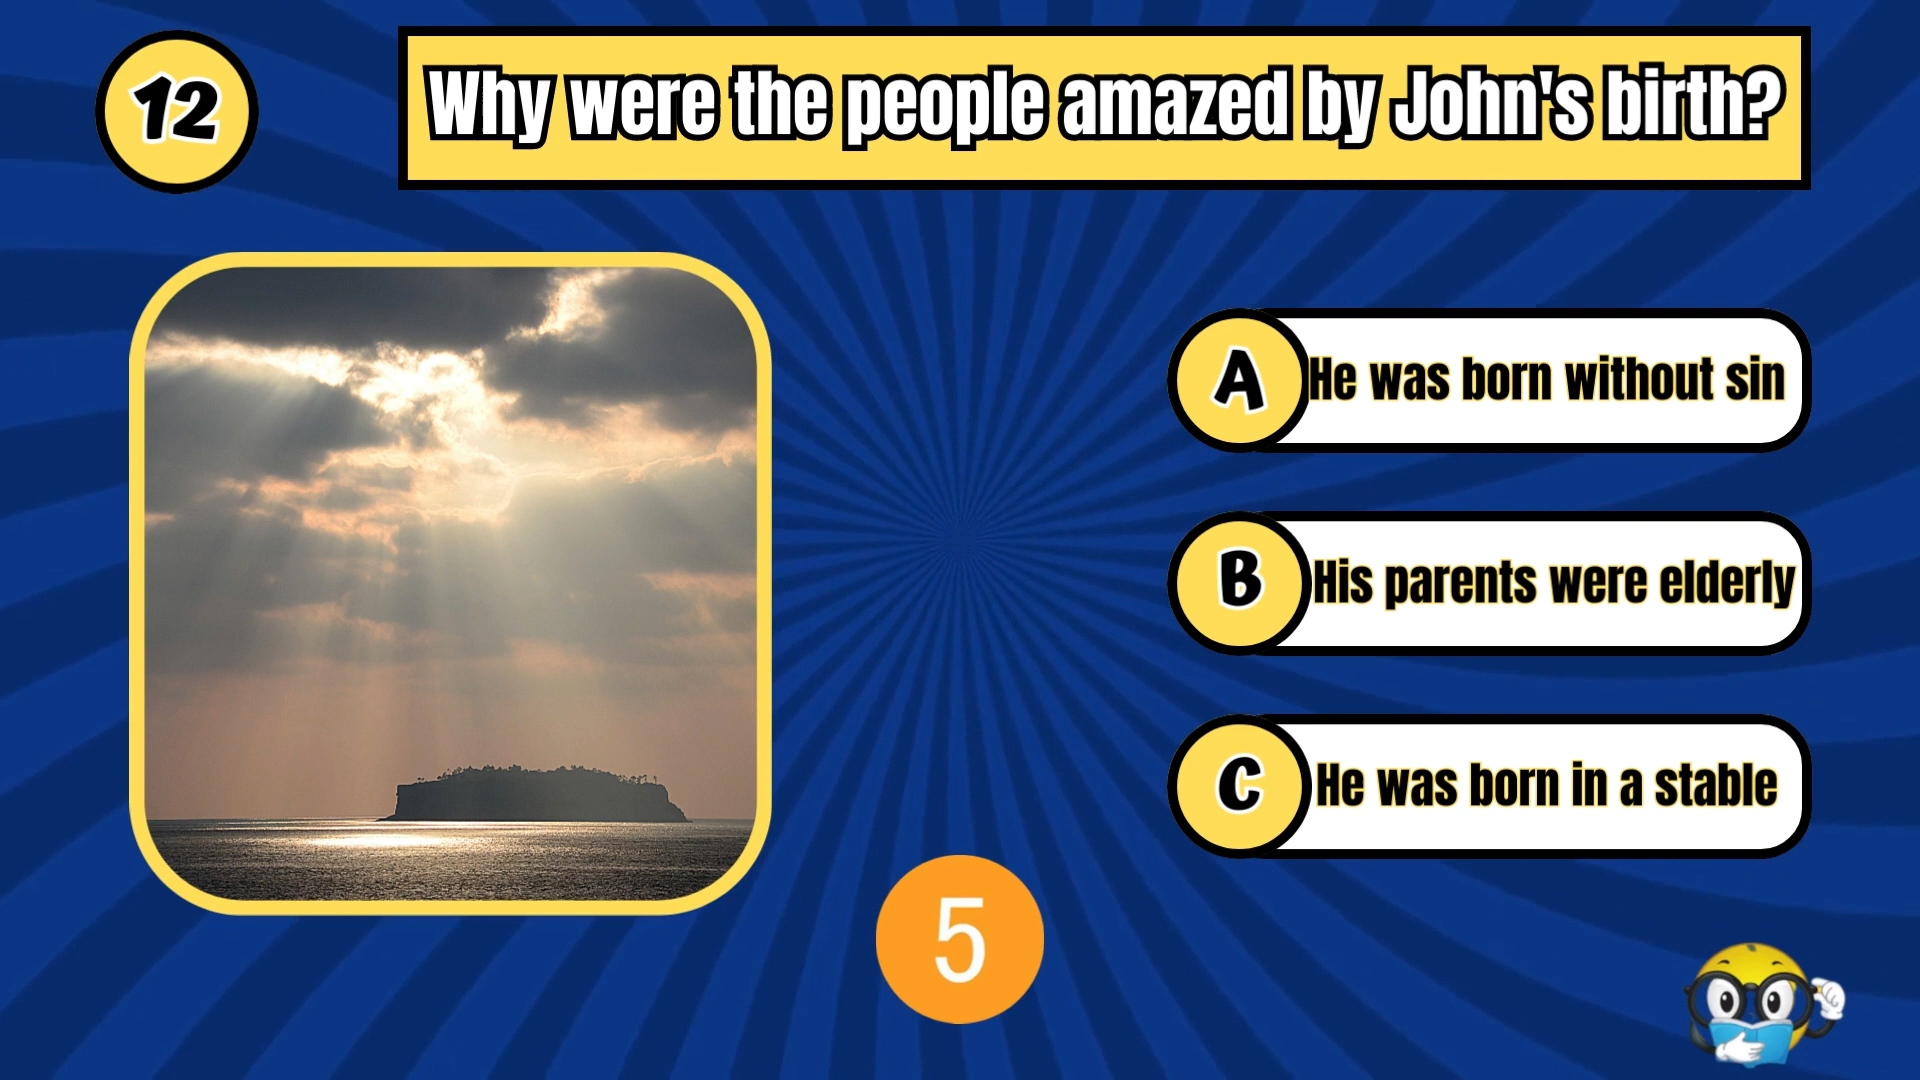 12
Why were the people amazed by John's birth?
A
He was born without sin
B
His parents were elderly
C
He was born in a stable
5